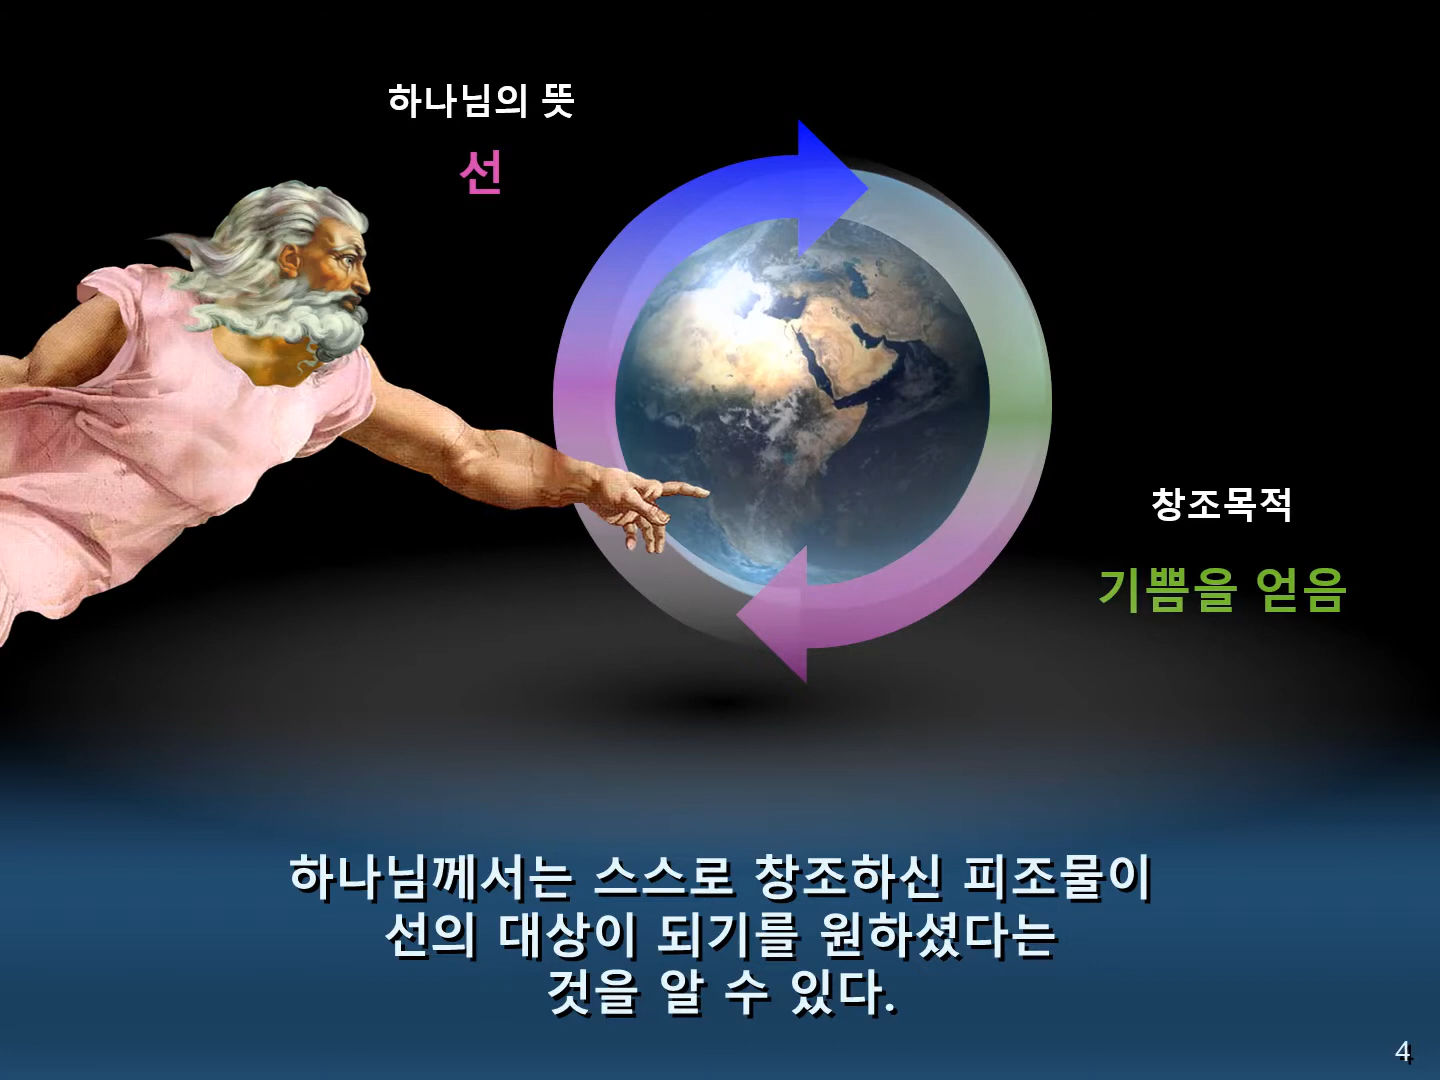 하나님의 뜻
선
창조목적
기쁨을 얻음
하나님께서는 스스로 창조하신 피조물이
선의 대상이 되기를 원하셨다는
것을 알 수 있다.
4